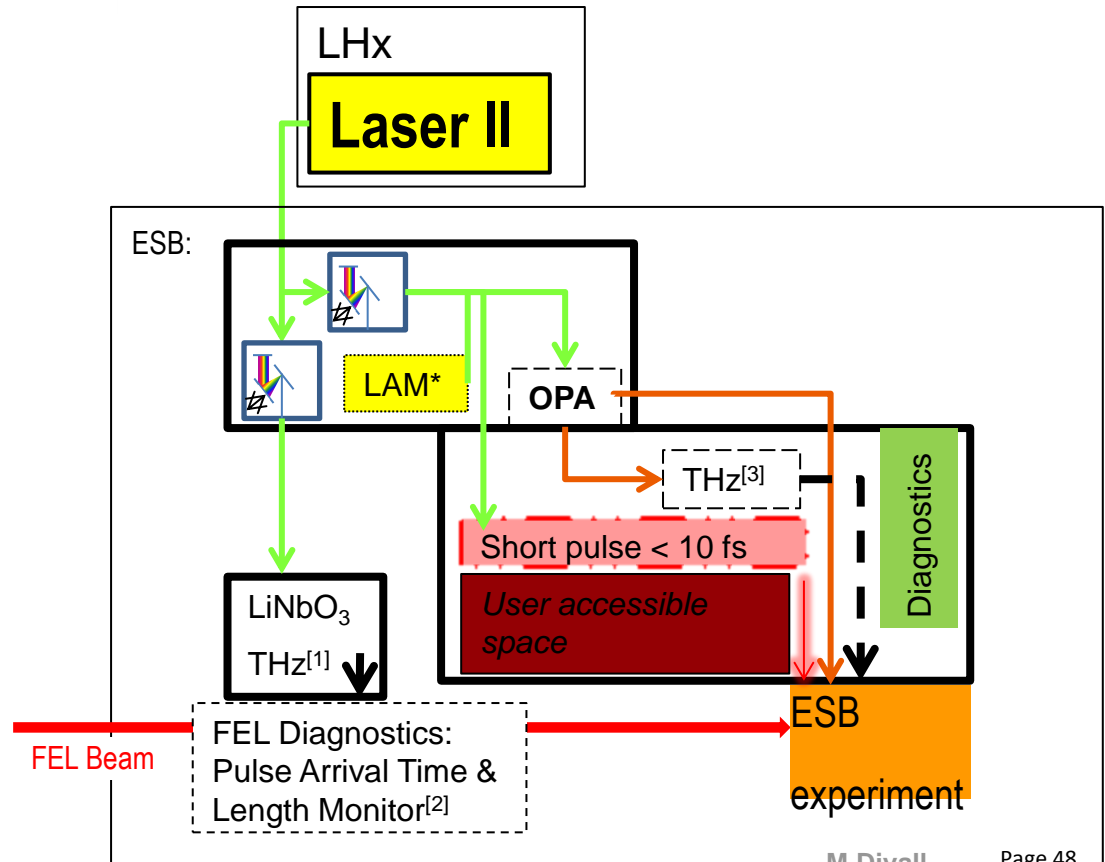 LHx
Laser II
ESB:
LAM*
OPA
THz[3]
Diagnostics
Short pulse < 10 fs
User accessible
space
LiNbO3
THz[1]
FEL Beam
FEL Diagnostics:
Pulse Arrival Time &
Length Monitor[2]
ESB
experiment
M.Divall
Page 48